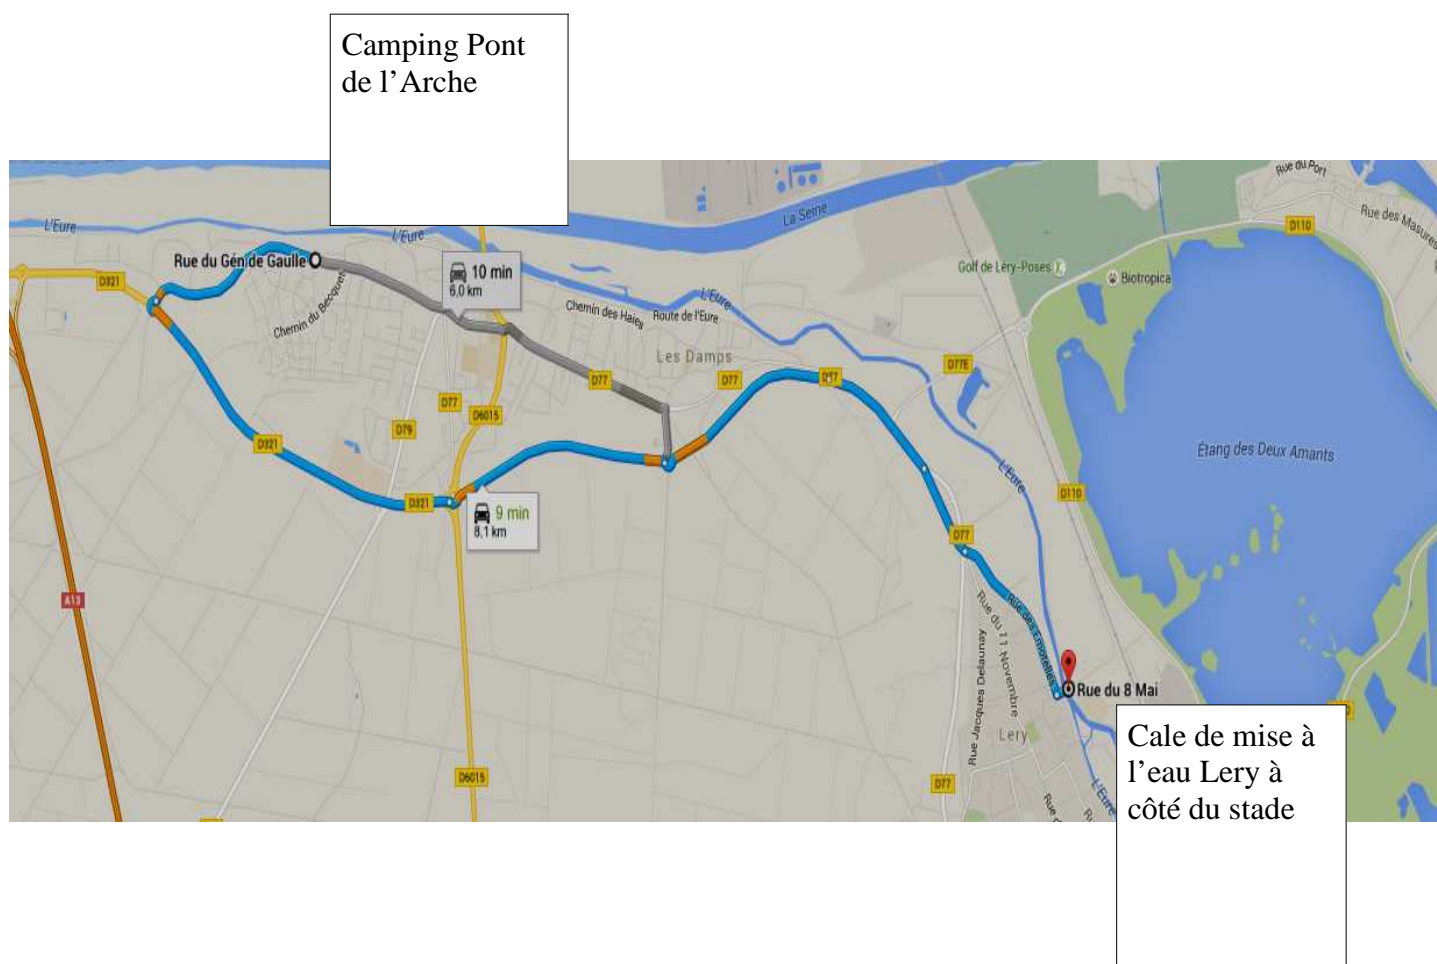 Camping Pont
de l’Arche
Rue du Port
Rue des Masures
L'Eure
L'Eure
La Seine
D110
Rue du Gén de Gaulle
10 min
6,0 km
Golf de Léry-Poses
Biotropica
D321
L'Eure
Chemin du Becquet
Chemin des Haies
Route de l'Eure
Les Damps
D77E
D77
D77
D77
D77
D6015
D79
D321
D321
Étang des Deux Amants
L'Eure
D110
9 min
8,1 km
D77
A13
Rue des Emotelles
Rue du 11 Novembre
Rue Jacques Delaunay
Rue du 8 Mai
Lery
D6015
D77
L'Eure
Cale de mise à
l’eau Lery à
côté du stade